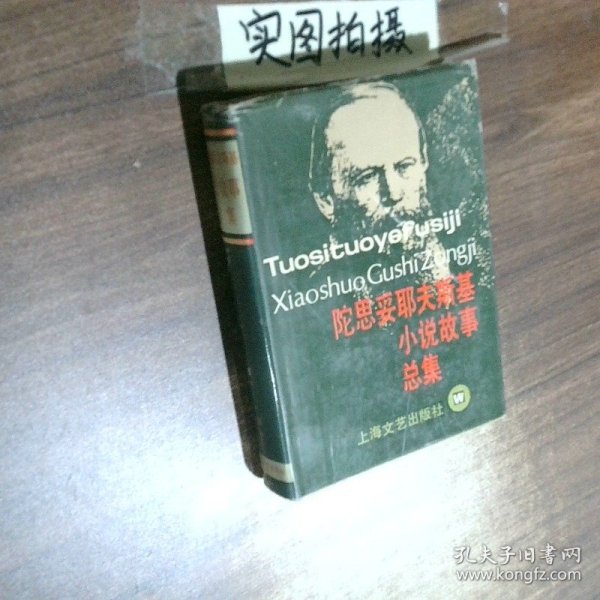 实图拍摄
Tuosituoyefusiji
Xiaoshuo Gushi Zongji
陀思妥耶夫斯基
小说故事
总集
上海文艺出版社
W
孔夫子旧书网
www.kongfz.com